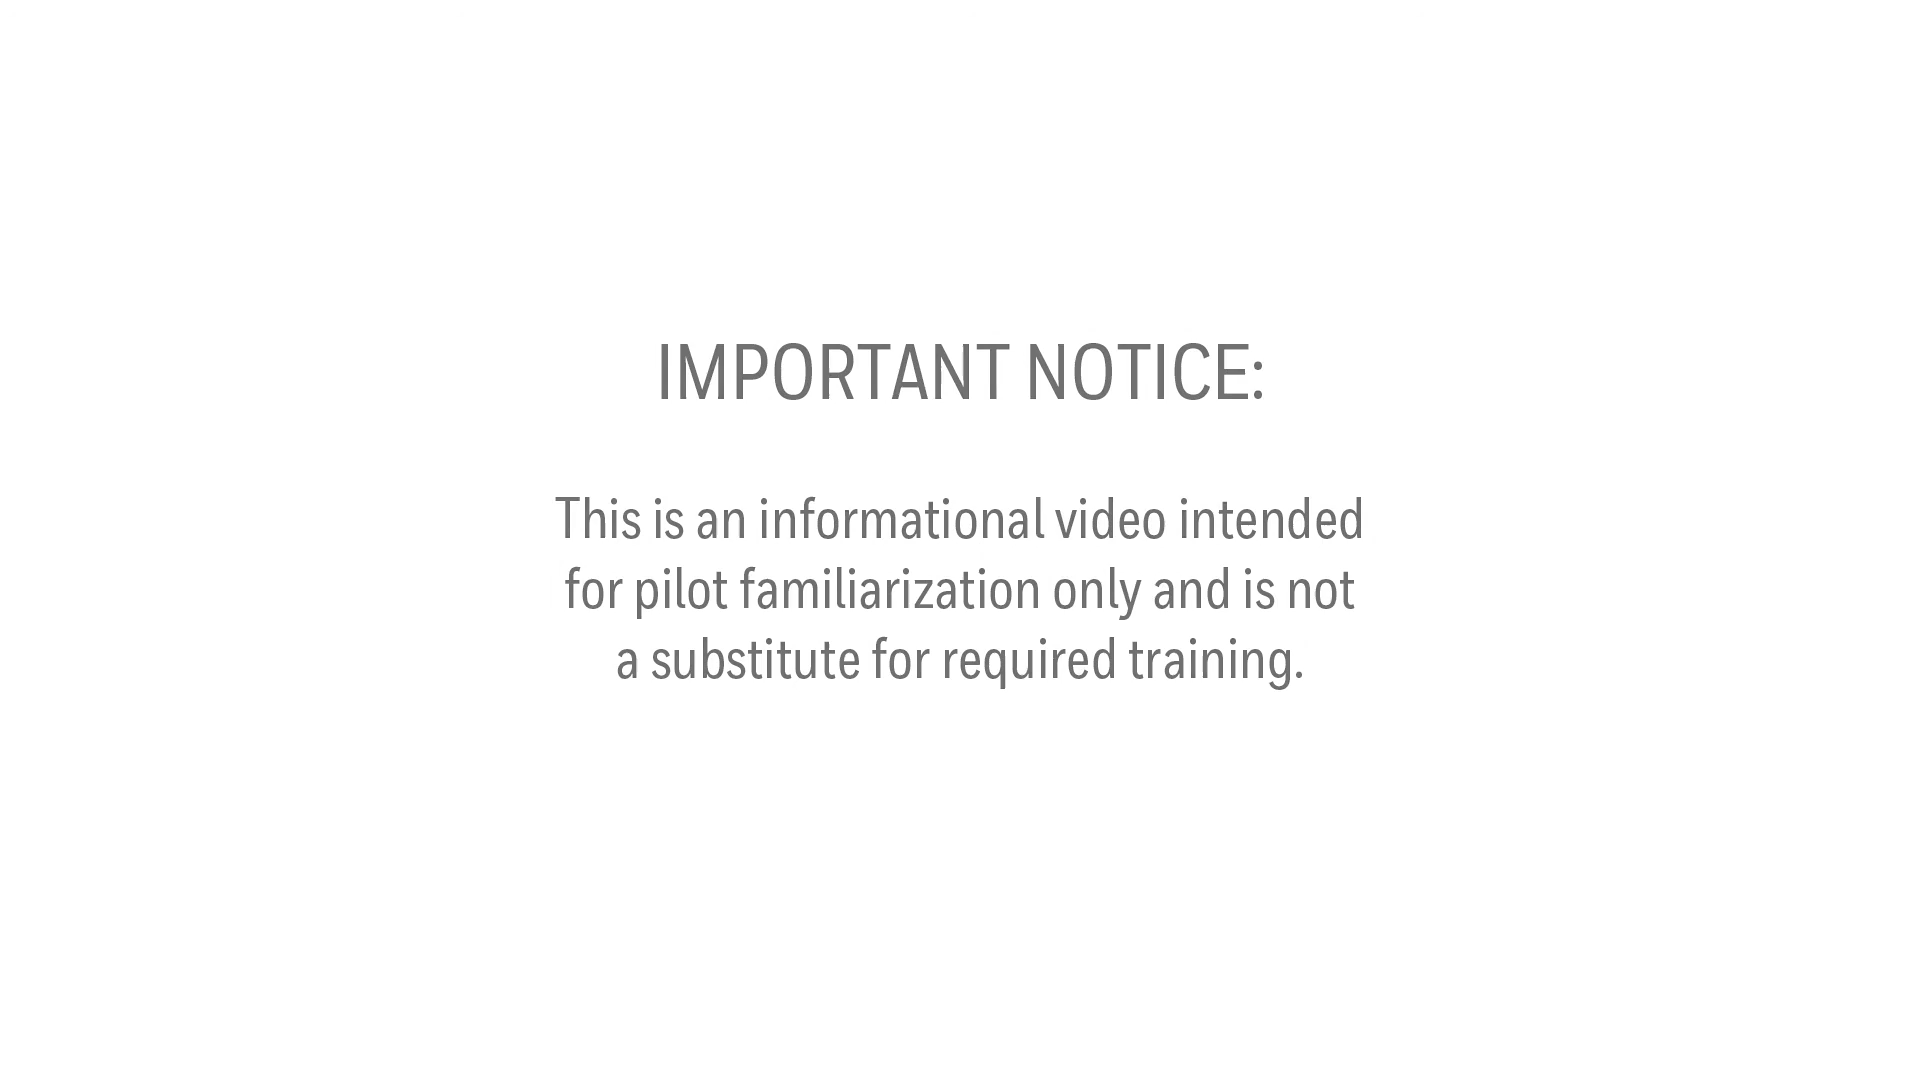 IMPORTANT NOTICE:
This is an informational video intended
for pilot familiarization only and is not
a substitute for required training.